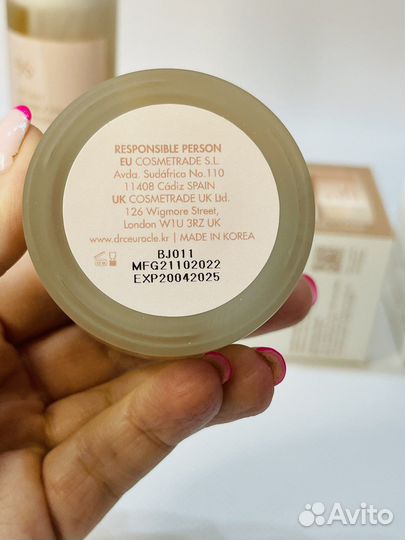 RESPONSIBLE PERSON
EU COSMETRADE S.L.
Avda. Sudáfrica No.110
11408 Cádiz SPAIN
UK COSMETRADE UK Ltd.
126 Wigmore Street,
London W1U 3RZ UK
www.drceuracle.kr | MADE IN KOREA
BJ011
MFG21102022
EXP20042025
Avito